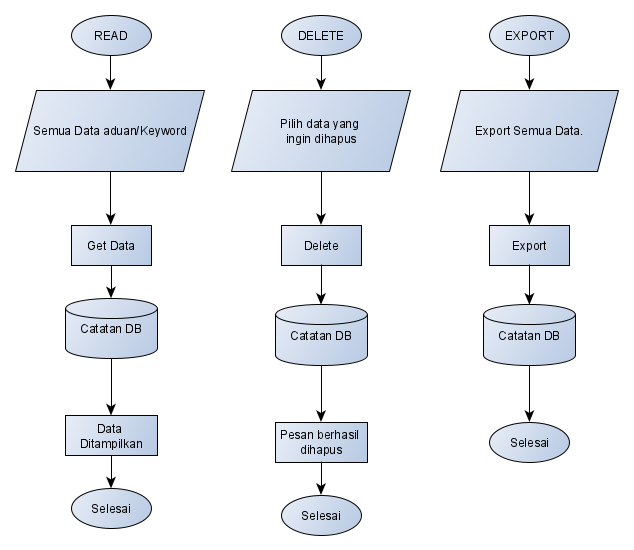 READ
Semua Data aduan/Keyword
Get Data
Catatan DB
Data
Ditampilkan
Selesai
DELETE
Pilih data yang
ingin dihapus
Delete
Catatan DB
Pesan berhasil
dihapus
Selesai
EXPORT
Export Semua Data.
Export
Catatan DB
Selesai